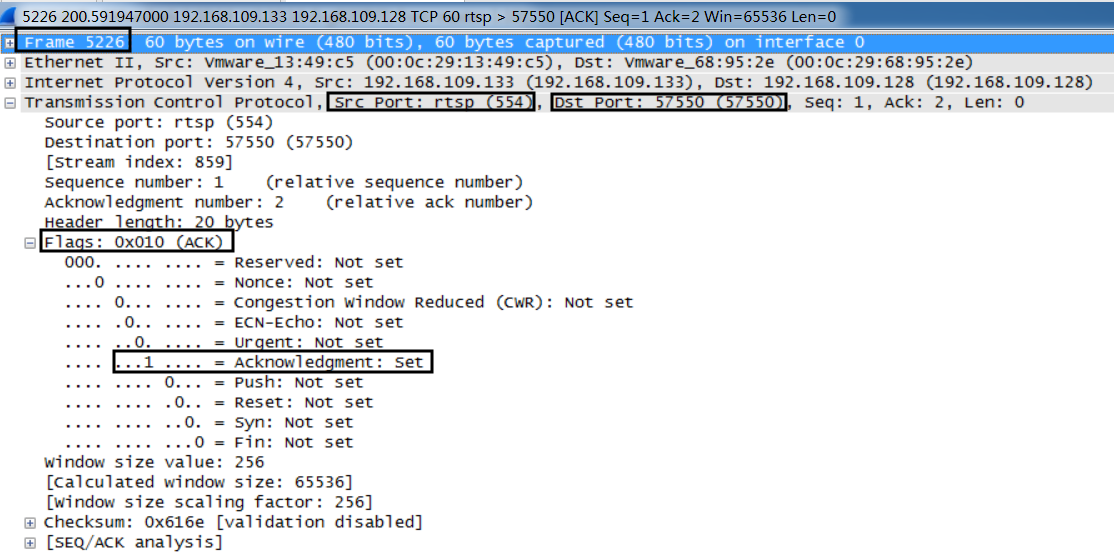 5226 200.591947000 192.168.109.133 192.168.109.128 TCP 60 rtsp > 57550 [ACK] Seq=1 Ack=2 Win=65536 Len=0
Frame 5226 60 bytes on wire (480 bits), 60 bytes captured (480 bits) on interface 0
Ethernet II, Src: Vmware_13:49:c5 (00:0c:29:13:49:c5), Dst: Vmware_68:95:2e (00:0c:29:68:95:2e)
Internet Protocol Version 4, Src: 192.168.109.133 (192.168.109.133), Dst: 192.168.109.128 (192.168.109.128)
Transmission Control Protocol, Src Port: rtsp (554), Dst Port: 57550 (57550), Seq: 1, Ack: 2, Len: 0
Source port: rtsp (554)
Destination port: 57550 (57550)
[Stream index: 859]
Sequence number: 1    (relative sequence number)
Acknowledgment number: 2    (relative ack number)
Header length: 20 bytes
Flags: 0x010 (ACK)
000. .... .... = Reserved: Not set
...0 .... .... = Nonce: Not set
.... 0... .... = Congestion Window Reduced (CWR): Not set
.... .0.. .... = ECN-Echo: Not set
.... ..0. .... = Urgent: Not set
.... ...1 .... = Acknowledgment: Set
.... .... 0... = Push: Not set
.... .... .0.. = Reset: Not set
.... .... ..0. = Syn: Not set
.... .... ...0 = Fin: Not set
Window size value: 256
[Calculated window size: 65536]
[Window size scaling factor: 256]
Checksum: 0x616e [validation disabled]
[SEQ/ACK analysis]